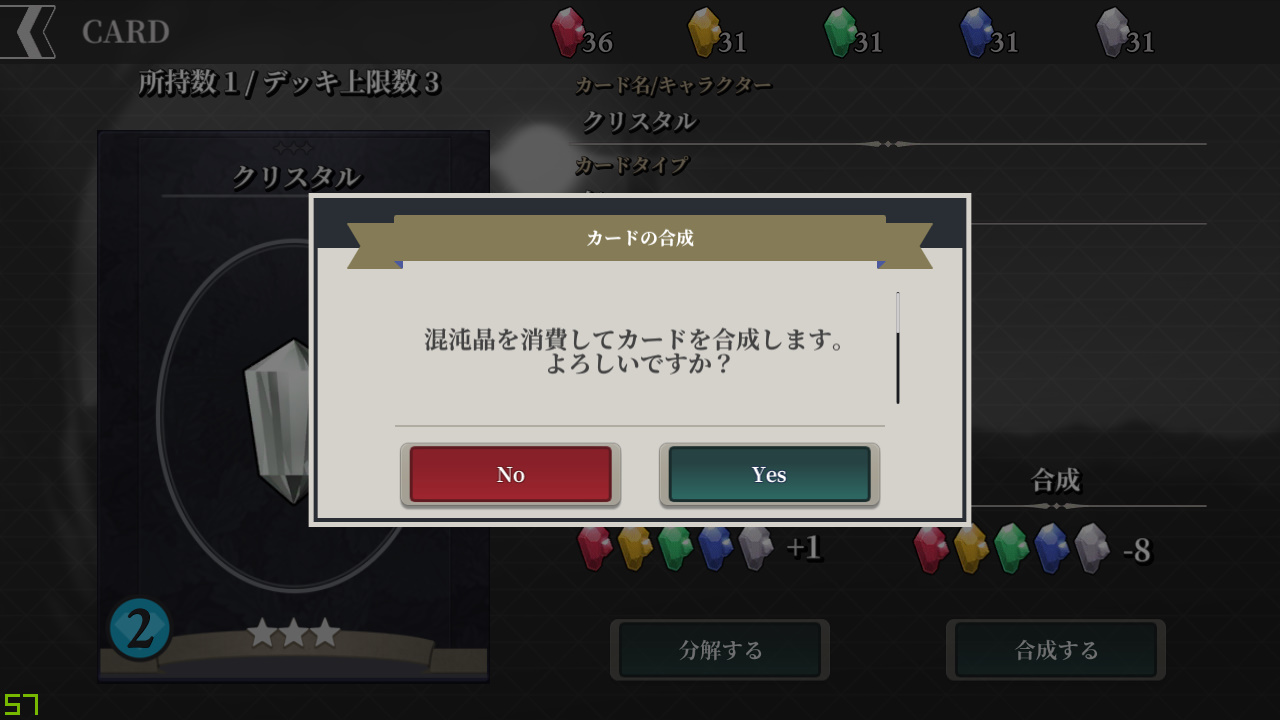 CARD
36
31
31
31
31
所持数 1 / デッキ上限数 3
カード名/キャラクター
クリスタル
カードタイプ
クリスタル
カードの合成
混沌晶を消費してカードを合成します。
よろしいですか？
No
Yes
合成
+1
-8
2
分解する
合成する
57